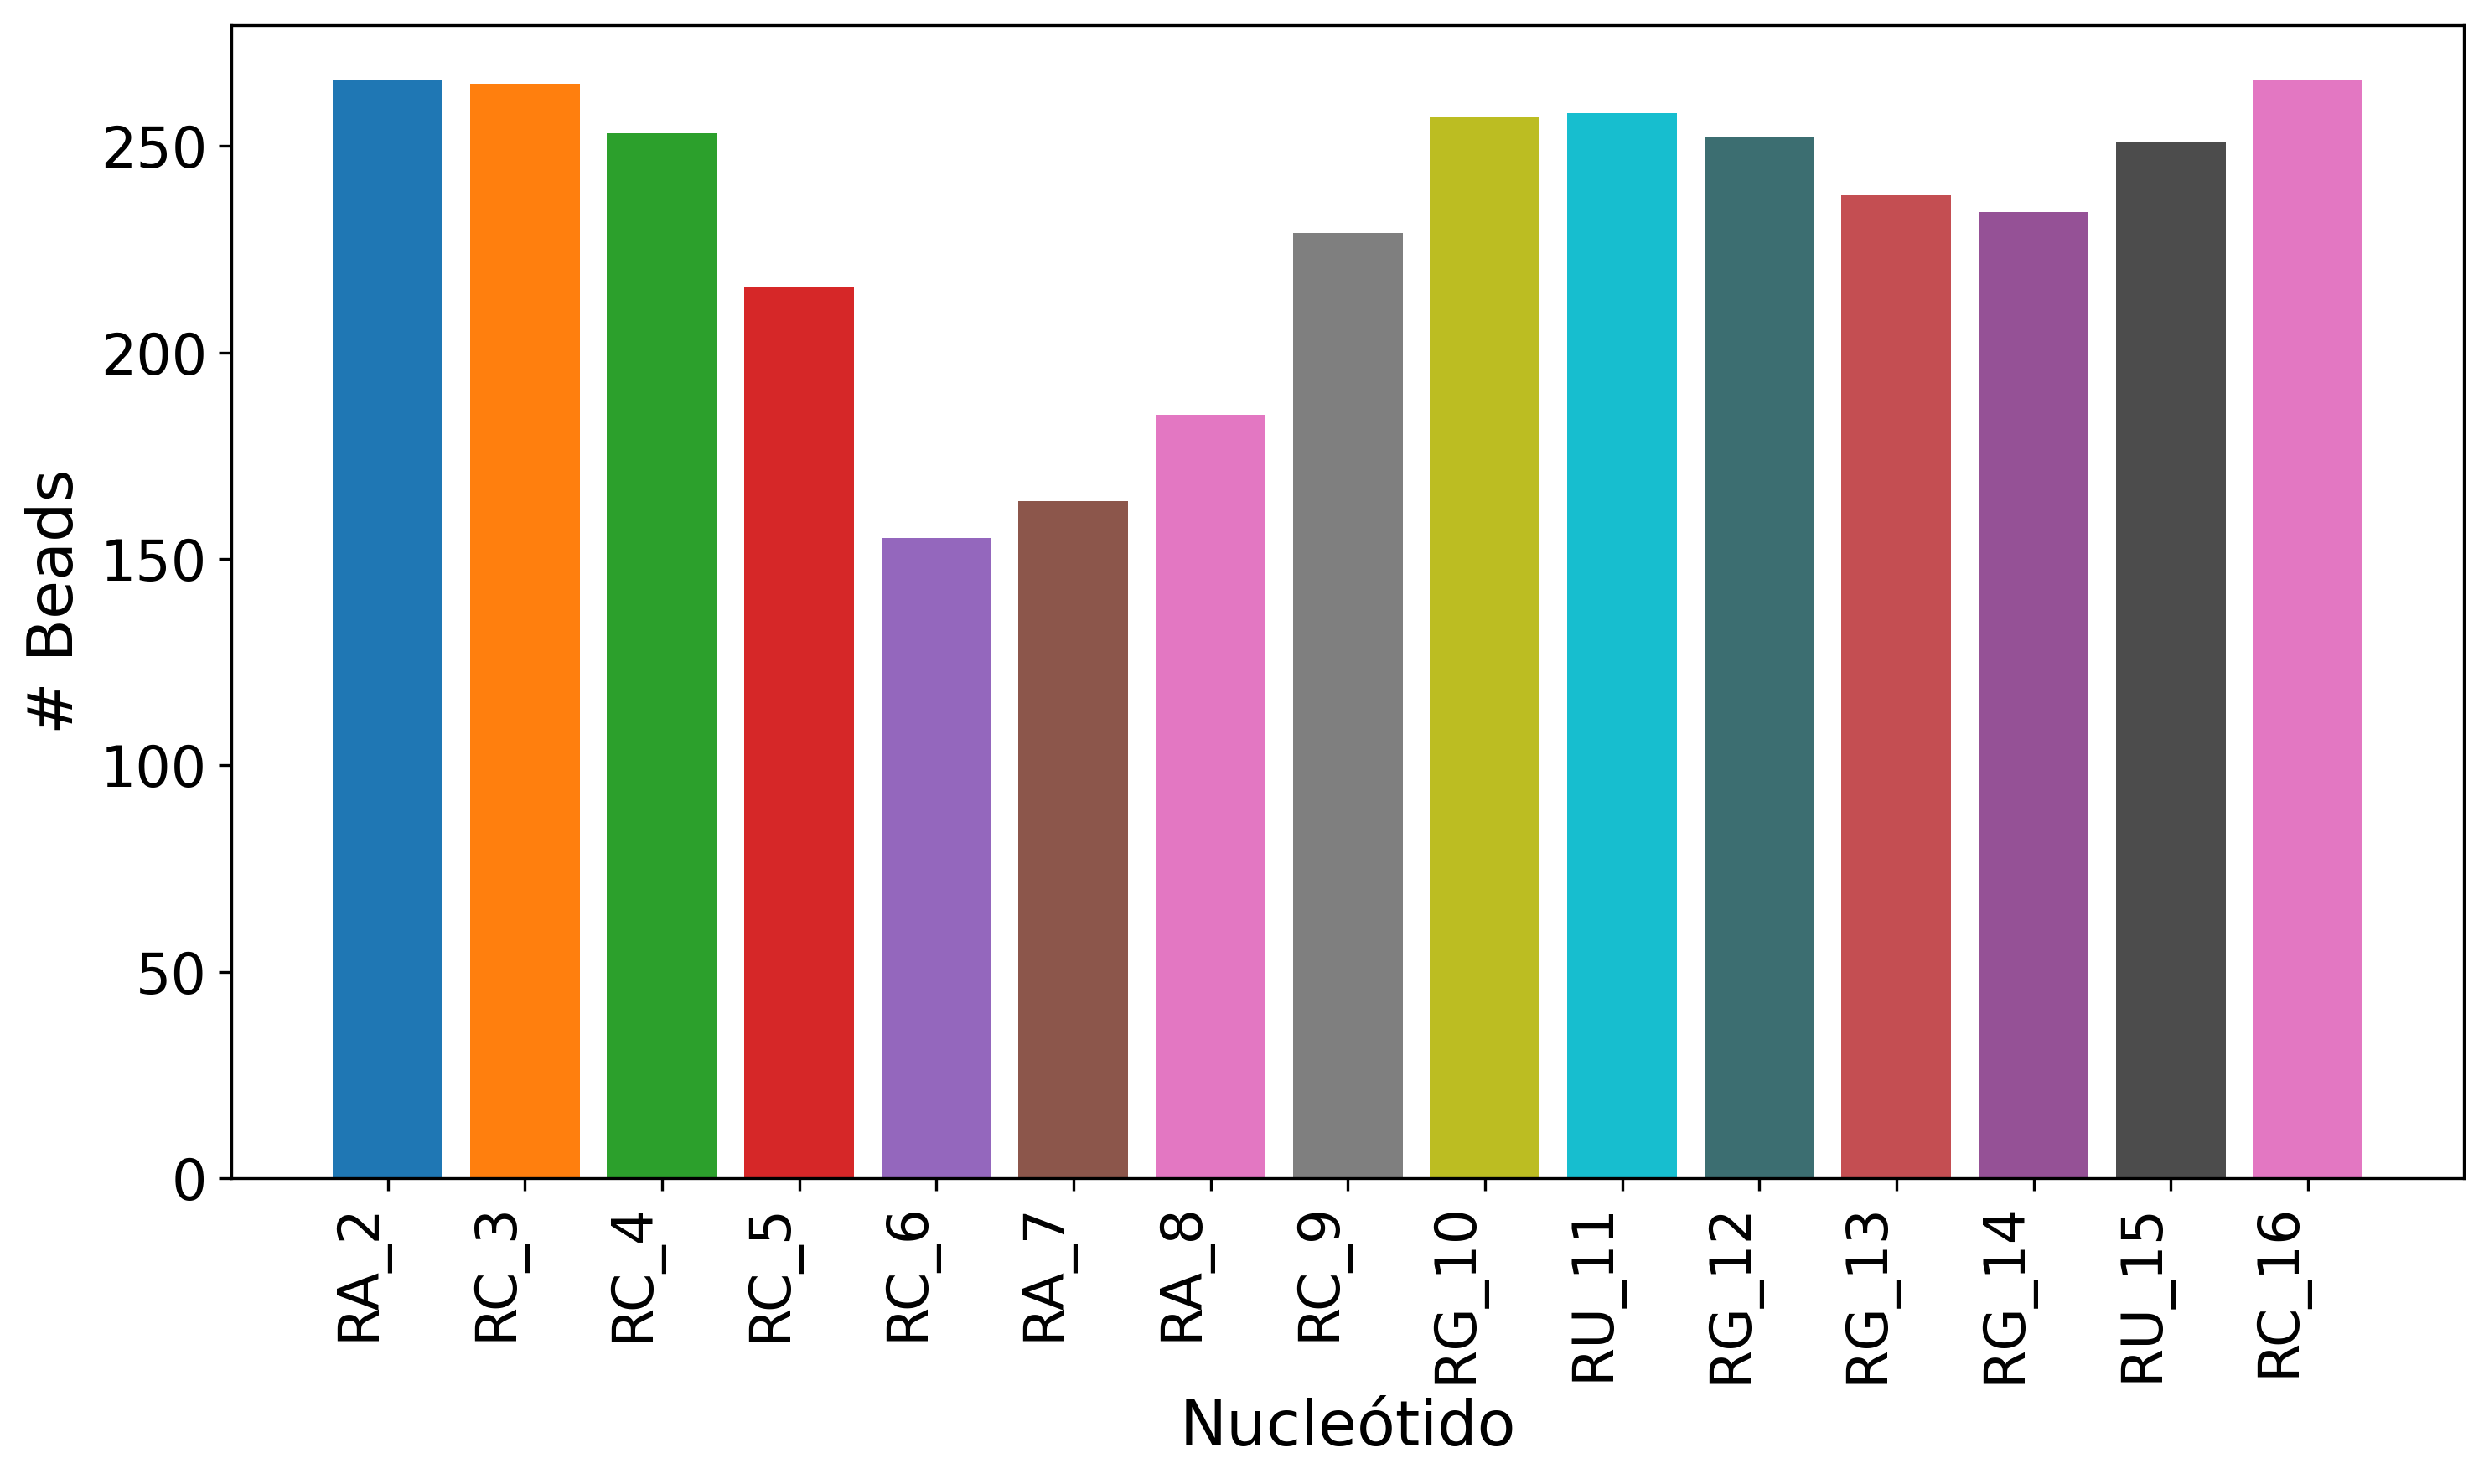 # Beads
250
200
150
100
50
0
RA_2
RC_3
RC_4
RC_5
RC_6
RA_7
RA_8
RC_9
RG_10
RU_11
RG_12
RG_13
RG_14
RU_15
RC_16
Nucleótido